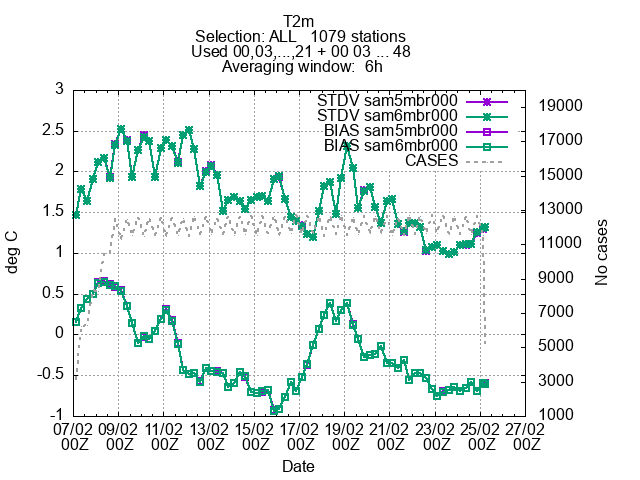 T2m
Selection: ALL 1079 stations
Used 00,03,...,21 + 00 03 ... 48
Averaging window: 6h
STDV sam5mbr000
STDV sam6mbr000
BIAS sam5mbr000
BIAS sam6mbr000
CASES
3
2.5
2
1.5
1
0.5
0
-0.5
-1
deg C
19000
17000
15000
13000
11000
9000
7000
5000
3000
1000
No cases
07/02 09/02 11/02 13/02 15/02 17/02 19/02 21/02 23/02 25/02 27/02
00Z 00Z 00Z 00Z 00Z 00Z 00Z 00Z 00Z 00Z 00Z
Date